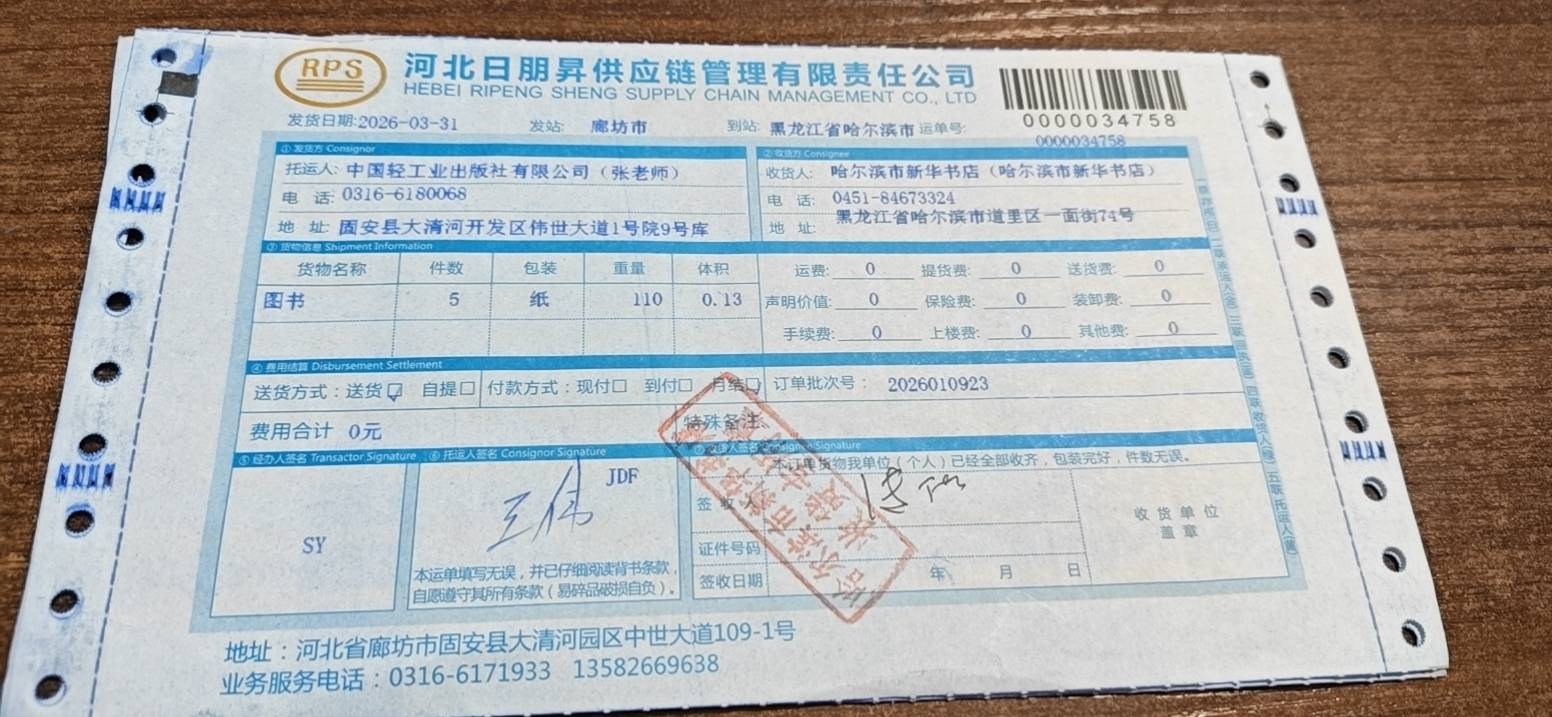 RPS
河北日朋昇供应链管理有限责任公司
HEBEI RIPENG SHENG SUPPLY CHAIN MANAGEMENT CO., LTD
0000034758
发货日期:2026-03-31 发站: 廊坊市 到站: 黑龙江省哈尔滨市 运单号: 0000034758
①发货方 Consignor ②收货方 Consignee
托运人: 中国轻工业出版社有限公司（张老师） 收货人: 哈尔滨市新华书店（哈尔滨市新华书店）
电 话: 0316-6180068 电 话: 0451-84673324
地 址: 固安县大清河开发区伟世大道1号院9号库 地 址: 黑龙江省哈尔滨市道里区一面街74号
③货物信息 Shipment Information
货物名称 件数 包装 重量 体积 运费: 0 提货费: 0 送货费: 0
图书 5 纸 110 0.13 声明价值: 0 保险费: 0 装卸费: 0
手续费: 0 上楼费: 0 其他费: 0
④费用结算 Disbursement Settlement
送货方式：送货☑ 自提☐ 付款方式：现付☐ 到付☐ 月结☑ 订单批次号： 2026010923
费用合计 0元 特殊备注
⑤经办人签名 Transactor Signature ⑥托运人签名 Consignor Signature ⑦收货人签名 Consignee Signature
本订单货物我单位（个人）已经全部收齐，包装完好，件数无误。
SY 王伟 JDF 签收人 收货单位
盖章
证件号码
本运单填写无误，并已仔细阅读背书条款，
自愿遵守其所有条款（易碎品破损自负）。
签收日期 年 月 日
地址：河北省廊坊市固安县大清河园区中世大道109-1号
业务服务电话：0316-6171933 13582669638